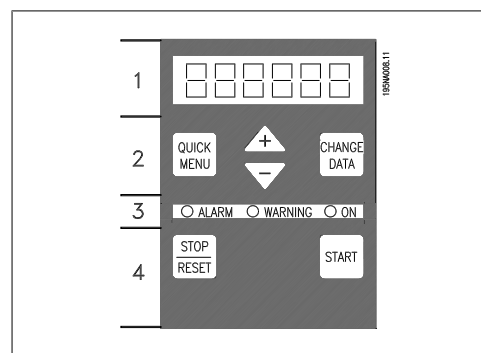 1
195NA008.11
QUICK
MENU
+
CHANGE
DATA
2
−
3
ALARM WARNING ON
STOP
RESET
START
4